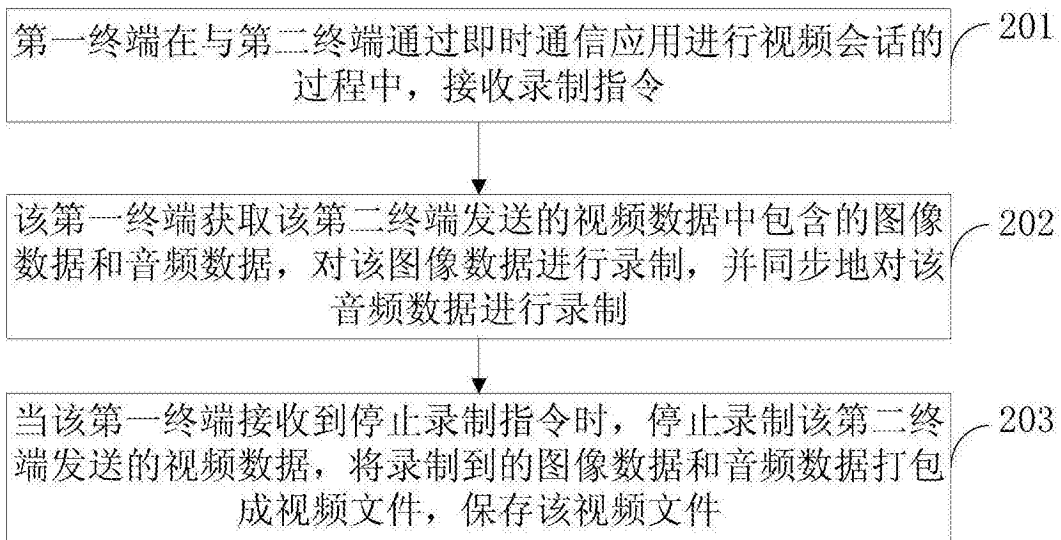 第一终端在与第二终端通过即时通信应用进行视频会话的
过程中，接收录制指令
201
该第一终端获取该第二终端发送的视频数据中包含的图像
数据和音频数据，对该图像数据进行录制，并同步地对该
音频数据进行录制
202
当该第一终端接收到停止录制指令时，停止录制该第二终
端发送的视频数据，将录制到的图像数据和音频数据打包
成视频文件，保存该视频文件
203